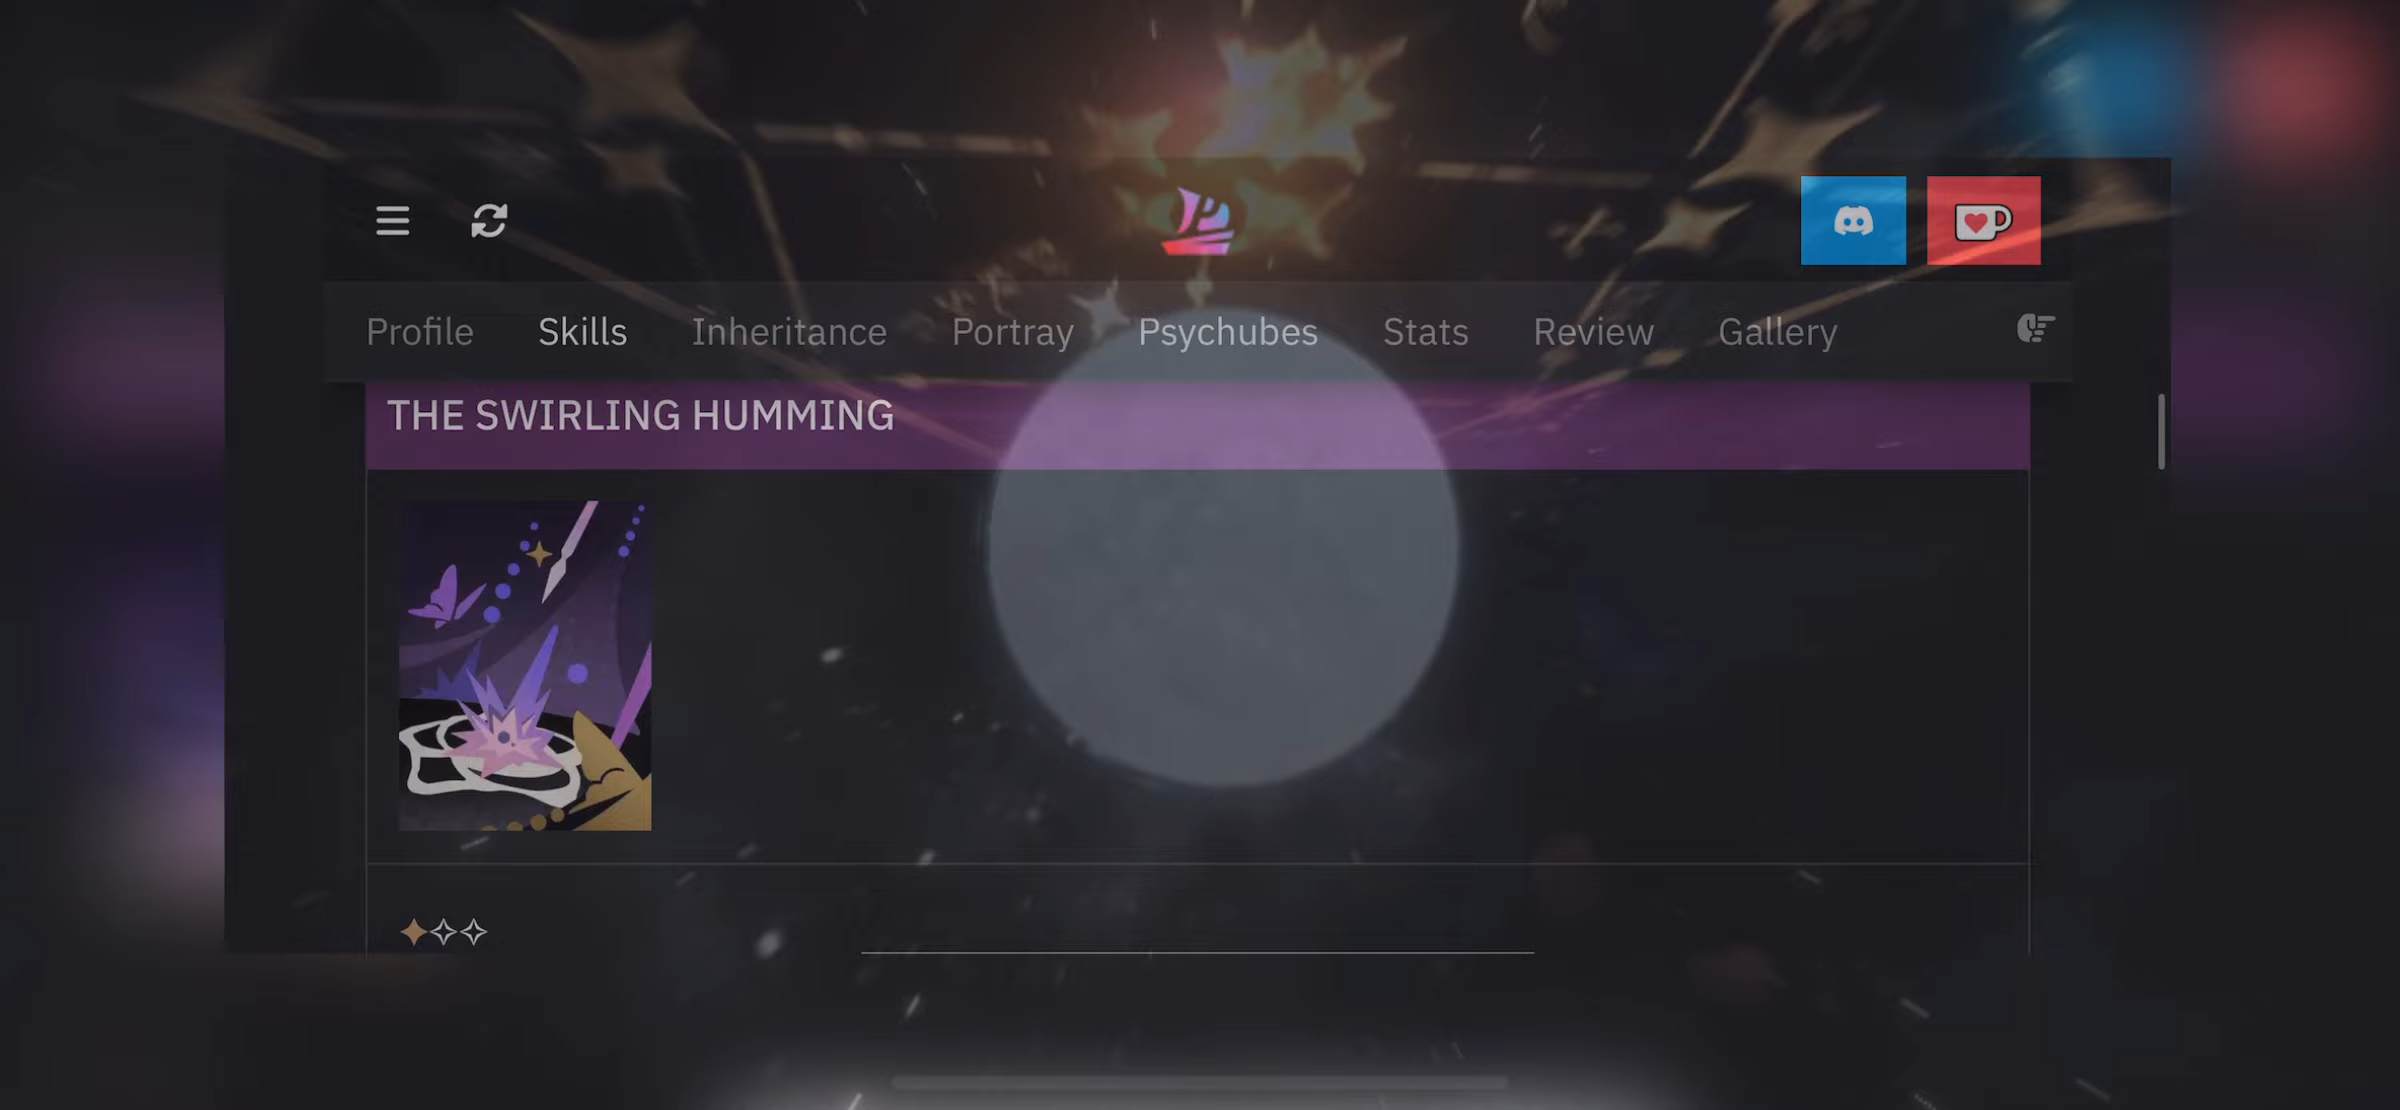 Profile Skills Inheritance Portray Psychubes Stats Review Gallery
THE SWIRLING HUMMING